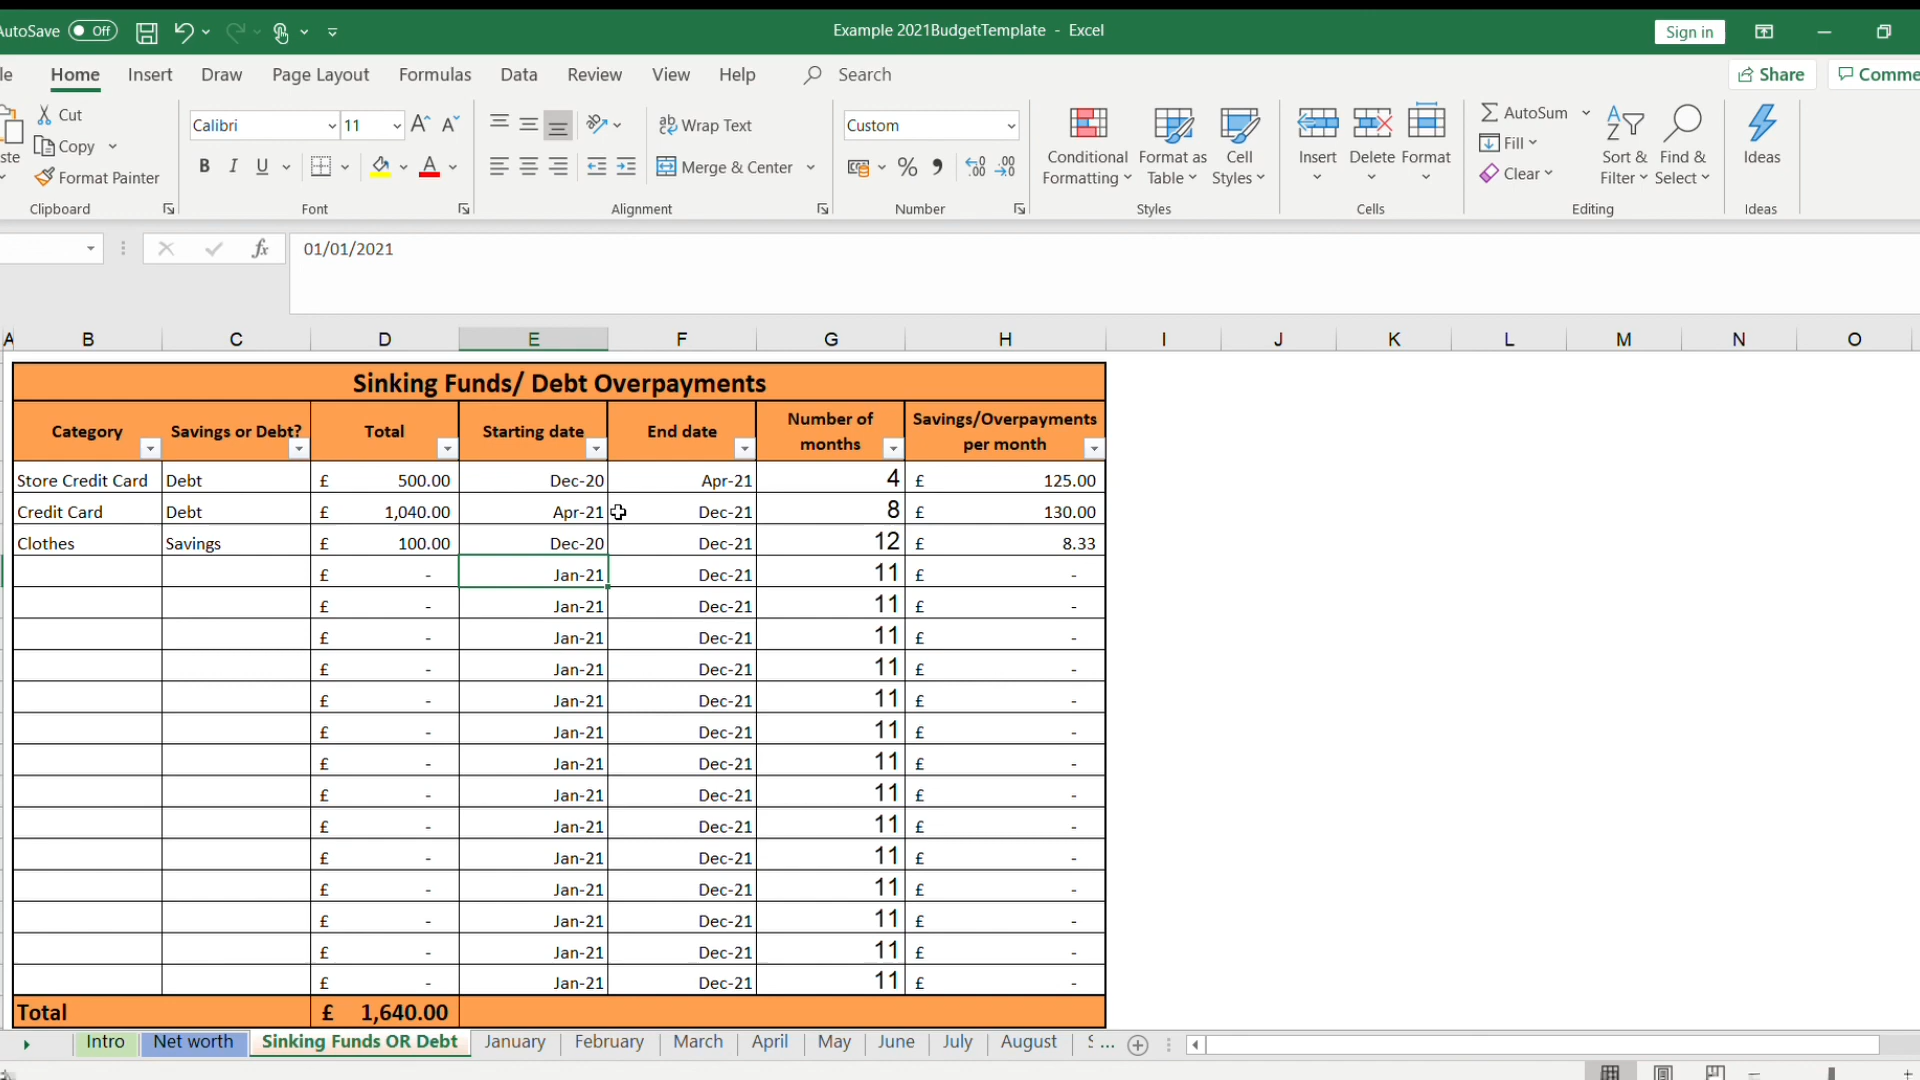 AutoSave Off Example 2021BudgetTemplate - Excel Sign in
le Home Insert Draw Page Layout Formulas Data Review View Help Search Share Comme
Cut
Copy
ste
Format Painter
Clipboard
Calibri 11 A A
B I U A
Font
Wrap Text
Merge & Center
Alignment
Custom
% , .00 .00
Number
Conditional Formatting
Format as Table
Cell Styles
Styles
Insert Delete Format
Cells
AutoSum
Fill
Clear
Sort & Filter
Find & Select
Editing
Ideas
Ideas
fx 01/01/2021
A B C D E F G H I J K L M N O
Sinking Funds/ Debt Overpayments
Category Savings or Debt? Total Starting date End date Number of months Savings/Overpayments per month
Store Credit Card Debt £ 500.00 Dec-20 Apr-21 4 £ 125.00
Credit Card Debt £ 1,040.00 Apr-21 Dec-21 8 £ 130.00
Clothes Savings £ 100.00 Dec-20 Dec-21 12 £ 8.33
£ - Jan-21 Dec-21 11 £ -
£ - Jan-21 Dec-21 11 £ -
£ - Jan-21 Dec-21 11 £ -
£ - Jan-21 Dec-21 11 £ -
£ - Jan-21 Dec-21 11 £ -
£ - Jan-21 Dec-21 11 £ -
£ - Jan-21 Dec-21 11 £ -
£ - Jan-21 Dec-21 11 £ -
£ - Jan-21 Dec-21 11 £ -
£ - Jan-21 Dec-21 11 £ -
£ - Jan-21 Dec-21 11 £ -
£ - Jan-21 Dec-21 11 £ -
£ - Jan-21 Dec-21 11 £ -
£ - Jan-21 Dec-21 11 £ -
Total £ 1,640.00
Intro Net worth Sinking Funds OR Debt January February March April May June July August ...